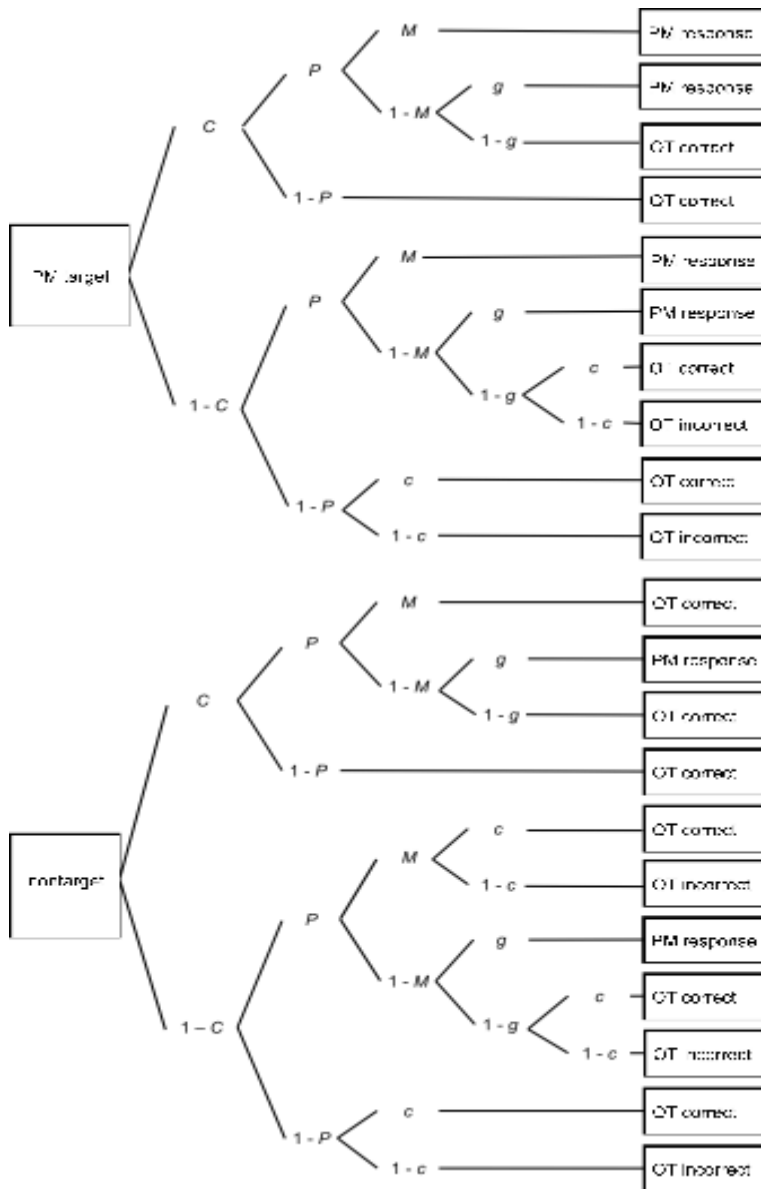 M PM response
P
g PM response
1 - M
C 1 - g OT correct
1 - P OT correct
PM target
M PM response
P g PM response
1 - M
c OT correct
1 - C 1 - g
1 - c OT incorrect
c OT correct
1 - P
1 - c OT incorrect
M OT correct
P
g PM response
1 - M
C 1 - g OT correct
1 - P OT correct
nontarget
c OT correct
M
1 - c OT incorrect
P
g PM response
1 - M
c OT correct
1 – C 1 - g
1 - c OT incorrect
c OT correct
1 - P
1 - c OT incorrect